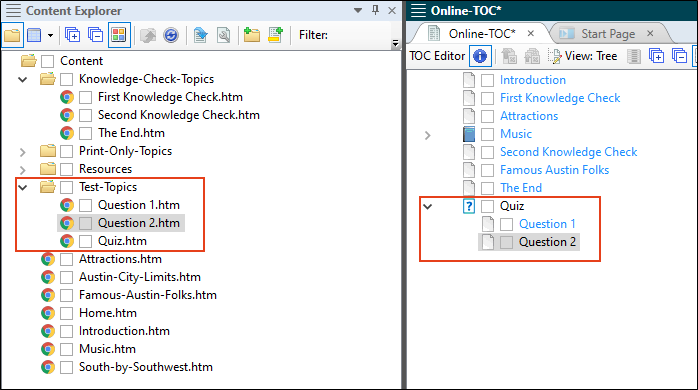 Content Explorer
Filter:
Content
Knowledge-Check-Topics
First Knowledge Check.htm
Second Knowledge Check.htm
The End.htm
Print-Only-Topics
Resources
Test-Topics
Question 1.htm
Question 2.htm
Quiz.htm
Attractions.htm
Austin-City-Limits.htm
Famous-Austin-Folks.htm
Home.htm
Introduction.htm
Music.htm
South-by-Southwest.htm
Online-TOC*
Online-TOC*
Start Page
TOC Editor
View: Tree
Introduction
First Knowledge Check
Attractions
Music
Second Knowledge Check
Famous Austin Folks
The End
Quiz
Question 1
Question 2